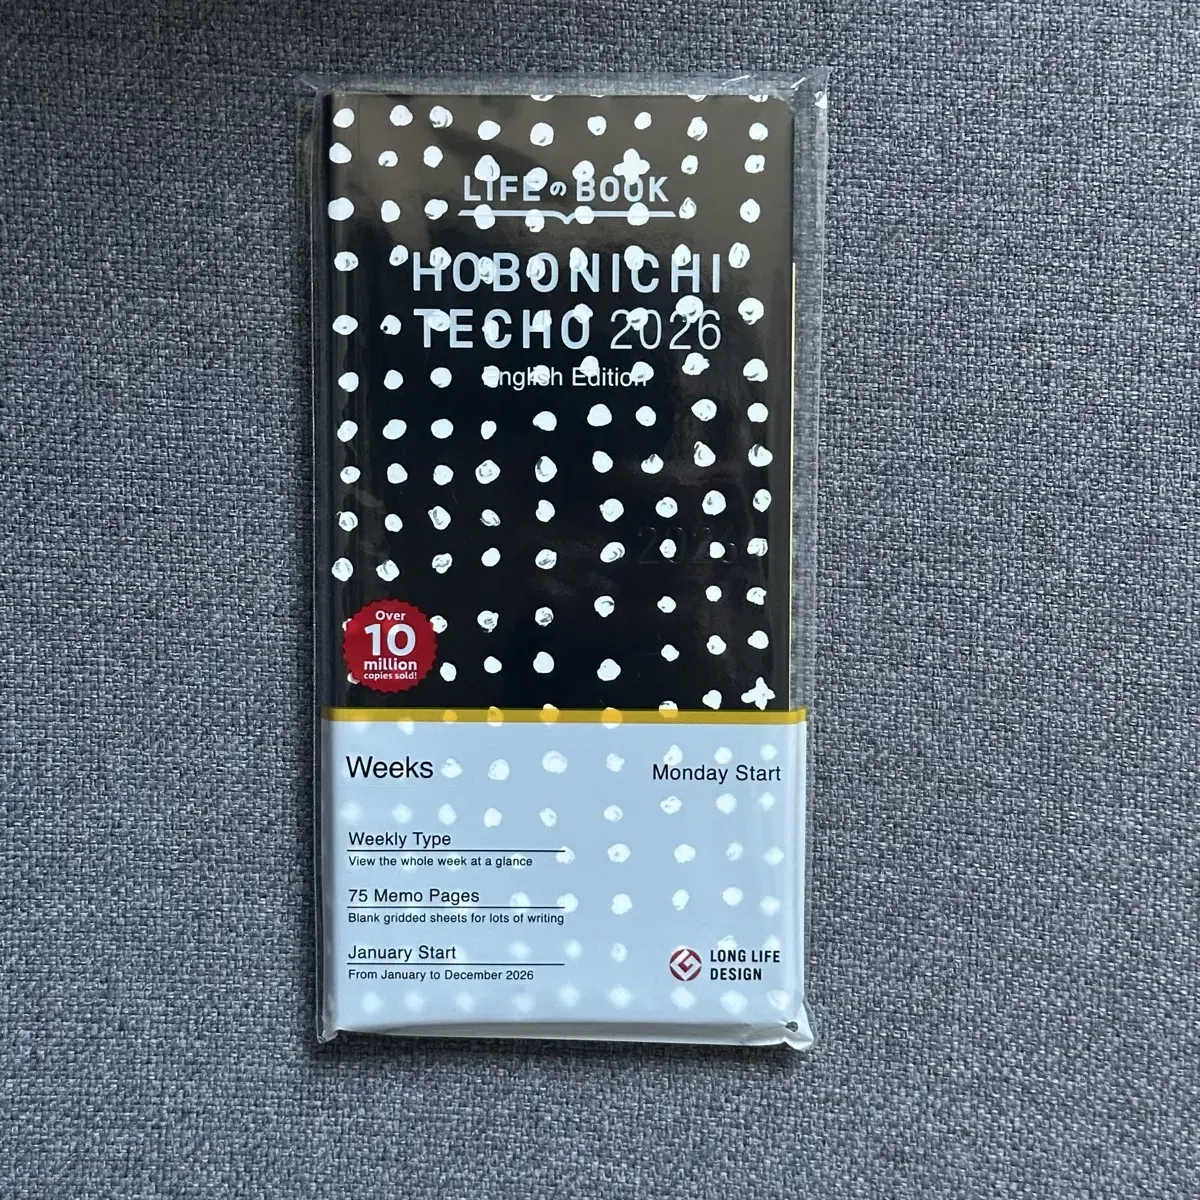 LIFEのBOOK
HOBONICHI
TECHO 2026
English Edition
2026
Over
10
million
copies sold!
Weeks
Monday Start
Weekly Type
View the whole week at a glance
75 Memo Pages
Blank gridded sheets for lots of writing
January Start
From January to December 2026
LONG LIFE
DESIGN